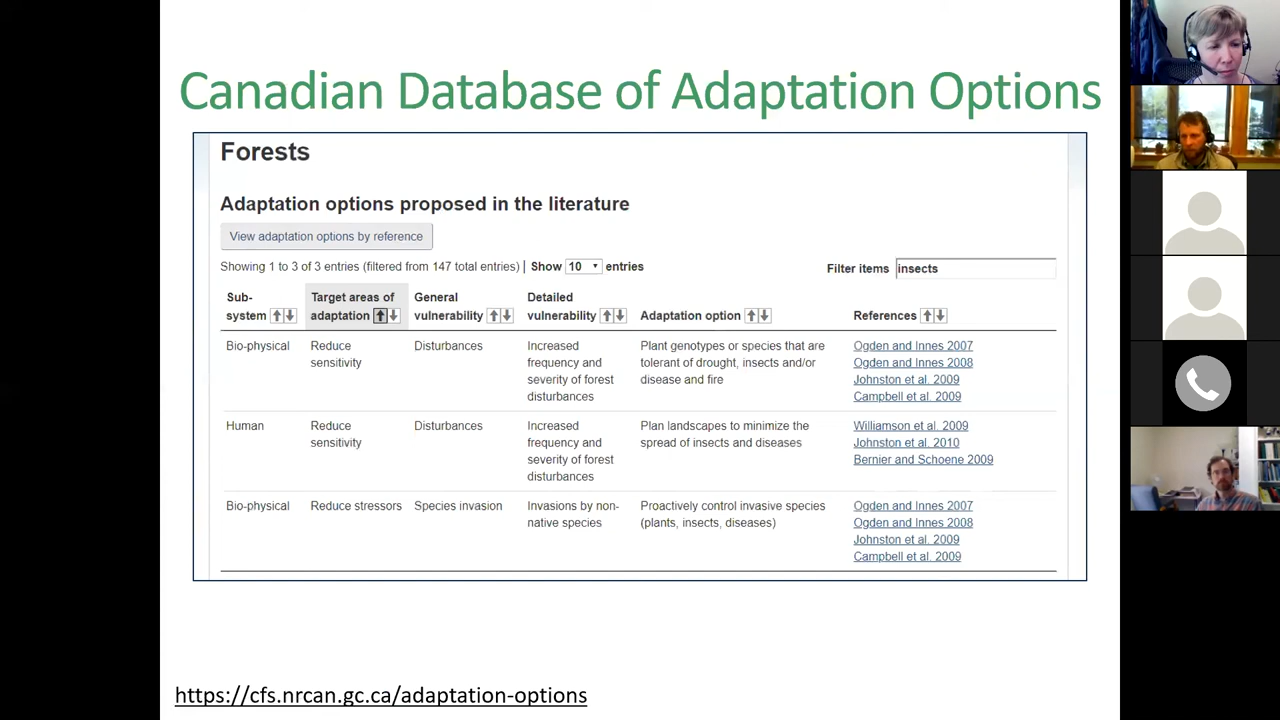 Canadian Database of Adaptation Options
Forests
Adaptation options proposed in the literature
View adaptation options by reference
Showing 1 to 3 of 3 entries (filtered from 147 total entries) | Show 10 entries
Filter items insects
Sub-
system
Target areas of
adaptation
General
vulnerability
Detailed
vulnerability
Adaptation option
References
Bio-physical
Reduce
sensitivity
Disturbances
Increased
frequency and
severity of forest
disturbances
Plant genotypes or species that are
tolerant of drought, insects and/or
disease and fire
Ogden and Innes 2007
Ogden and Innes 2008
Johnston et al. 2009
Campbell et al. 2009
Human
Reduce
sensitivity
Disturbances
Increased
frequency and
severity of forest
disturbances
Plan landscapes to minimize the
spread of insects and diseases
Williamson et al. 2009
Johnston et al. 2010
Bernier and Schoene 2009
Bio-physical
Reduce stressors
Species invasion
Invasions by non-
native species
Proactively control invasive species
(plants, insects, diseases)
Ogden and Innes 2007
Ogden and Innes 2008
Johnston et al. 2009
Campbell et al. 2009
https://cfs.nrcan.gc.ca/adaptation-options